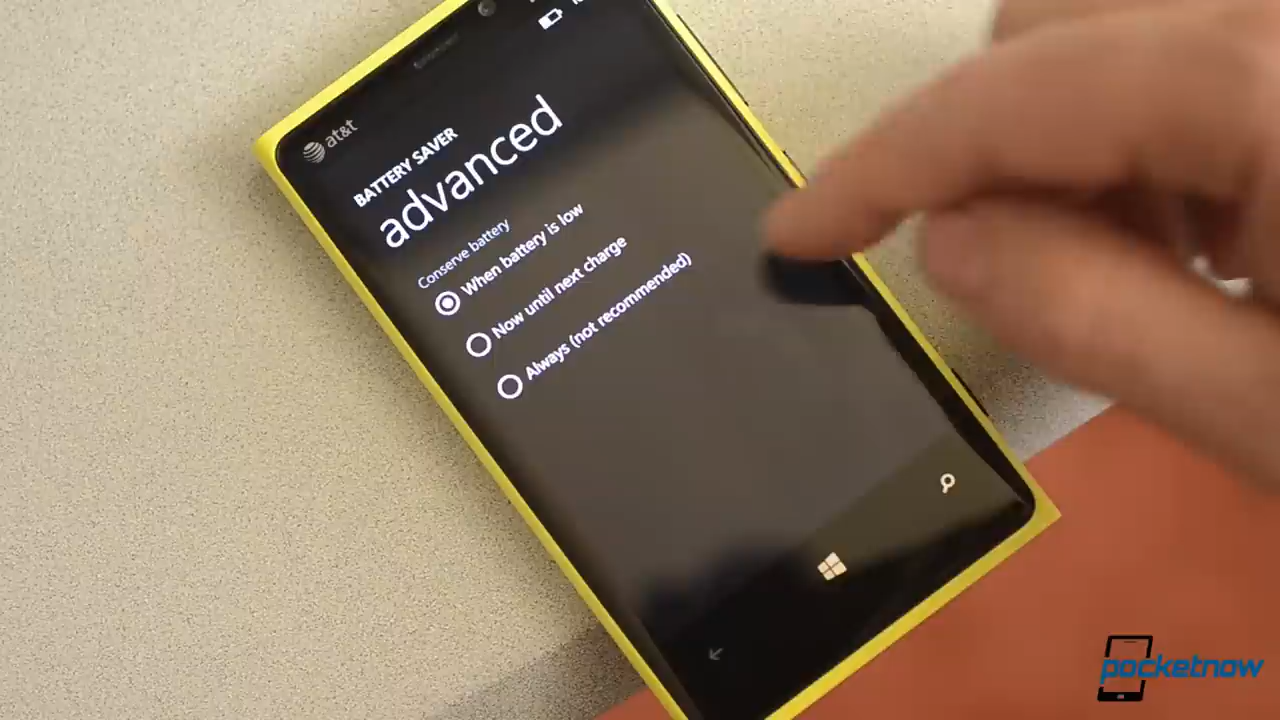 at&t
BATTERY SAVER
advanced
Conserve battery
When battery is low
Now until next charge
Always (not recommended)
pocketnow